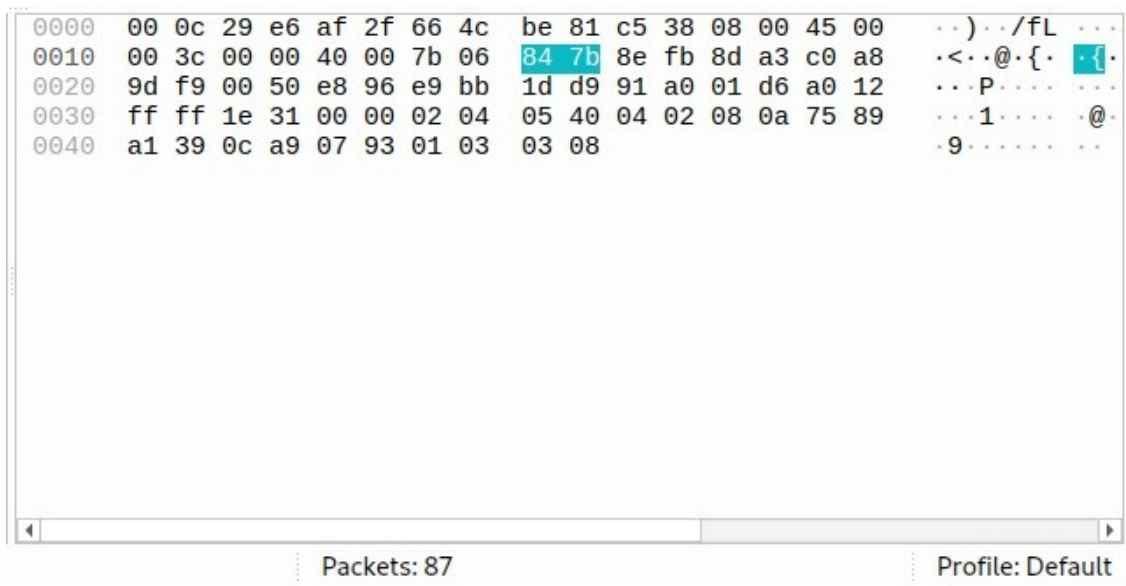 0000 00 0c 29 e6 af 2f 66 4c be 81 c5 38 08 00 45 00 ··)··/fL ···
0010 00 3c 00 00 40 00 7b 06 84 7b 8e fb 8d a3 c0 a8 ·<··@·{· ·{·
0020 9d f9 00 50 e8 96 e9 bb 1d d9 91 a0 01 d6 a0 12 ···P···· ···
0030 ff ff 1e 31 00 00 02 04 05 40 04 02 08 0a 75 89 ···1···· ·@·
0040 a1 39 0c a9 07 93 01 03 03 08 ·9······ ··
Packets: 87 Profile: Default